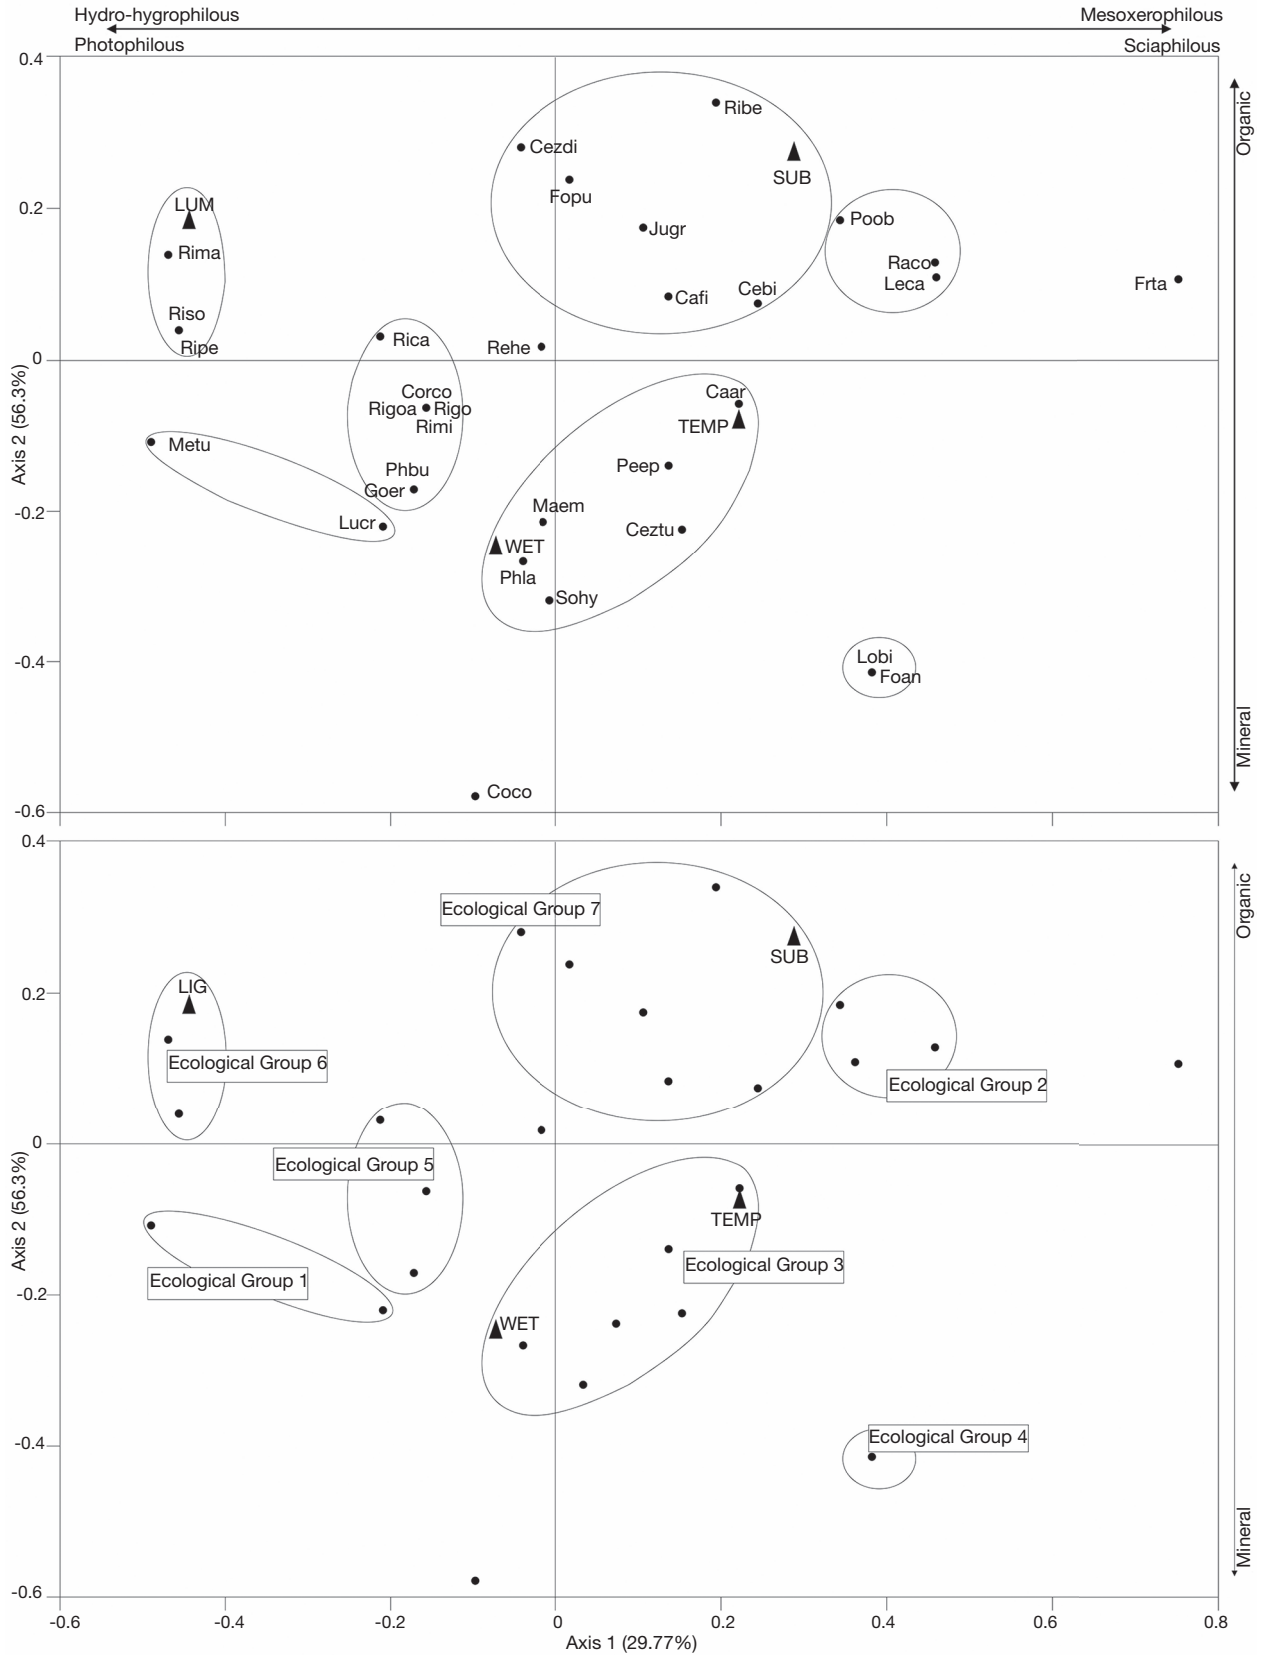 Hydro-hygrophilous
Mesoxerophilous
Photophilous
Sciaphilous
0.4
Organic
Ribe
Cezdi
SUB
Fopu
LUM
0.2
Poob
Jugr
Rima
Raco
Leca
Frta
Cebi
Cafi
Riso
Ripe
Rica
Rehe
0
Axis 2 (56.3%)
Corco
Rigoa
Rigo
Rimi
Caar
TEMP
Metu
Phbu
Peep
Goer
Maem
-0.2
Lucr
Ceztu
WET
Phla
Sohy
-0.4
Lobi
Foan
Mineral
Coco
-0.6
0.4
Organic
Ecological Group 7
SUB
LIG
0.2
Ecological Group 6
Ecological Group 2
0
Ecological Group 5
Axis 2 (56.3%)
TEMP
Ecological Group 3
Ecological Group 1
-0.2
WET
-0.4
Ecological Group 4
Mineral
-0.6
-0.6
-0.4
-0.2
0
0.2
0.4
0.6
0.8
Axis 1 (29.77%)